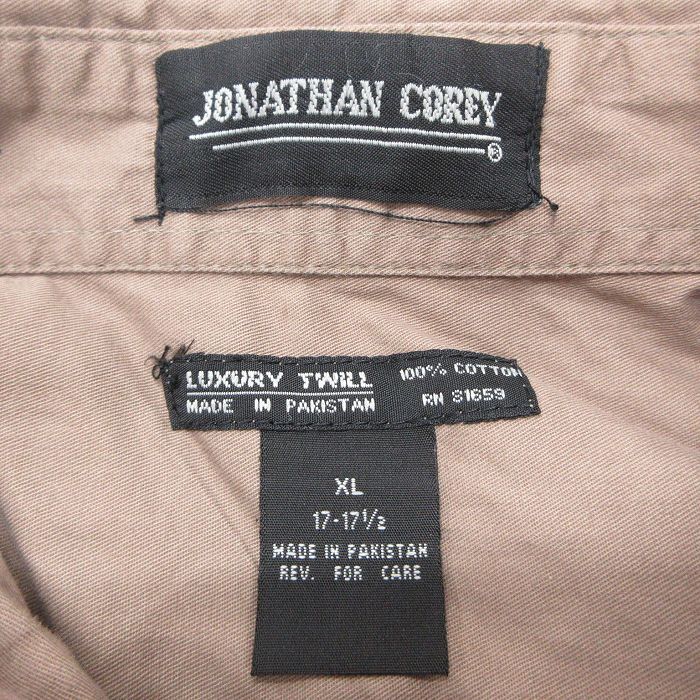 JONATHAN COREY
®
LUXURY TWILL 100% COTTON
MADE IN PAKISTAN RN 81659
XL
17-17½
MADE IN PAKISTAN
REV. FOR CARE